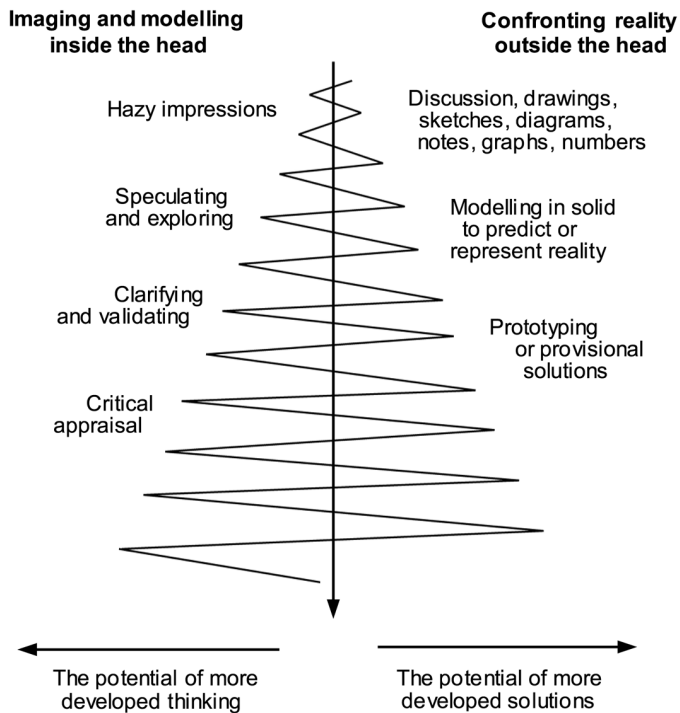 Imaging and modelling
inside the head
Confronting reality
outside the head
Hazy impressions
Discussion, drawings,
sketches, diagrams,
notes, graphs, numbers
Speculating
and exploring
Modelling in solid
to predict or
represent reality
Clarifying
and validating
Prototyping
or provisional
solutions
Critical
appraisal
The potential of more
developed thinking
The potential of more
developed solutions